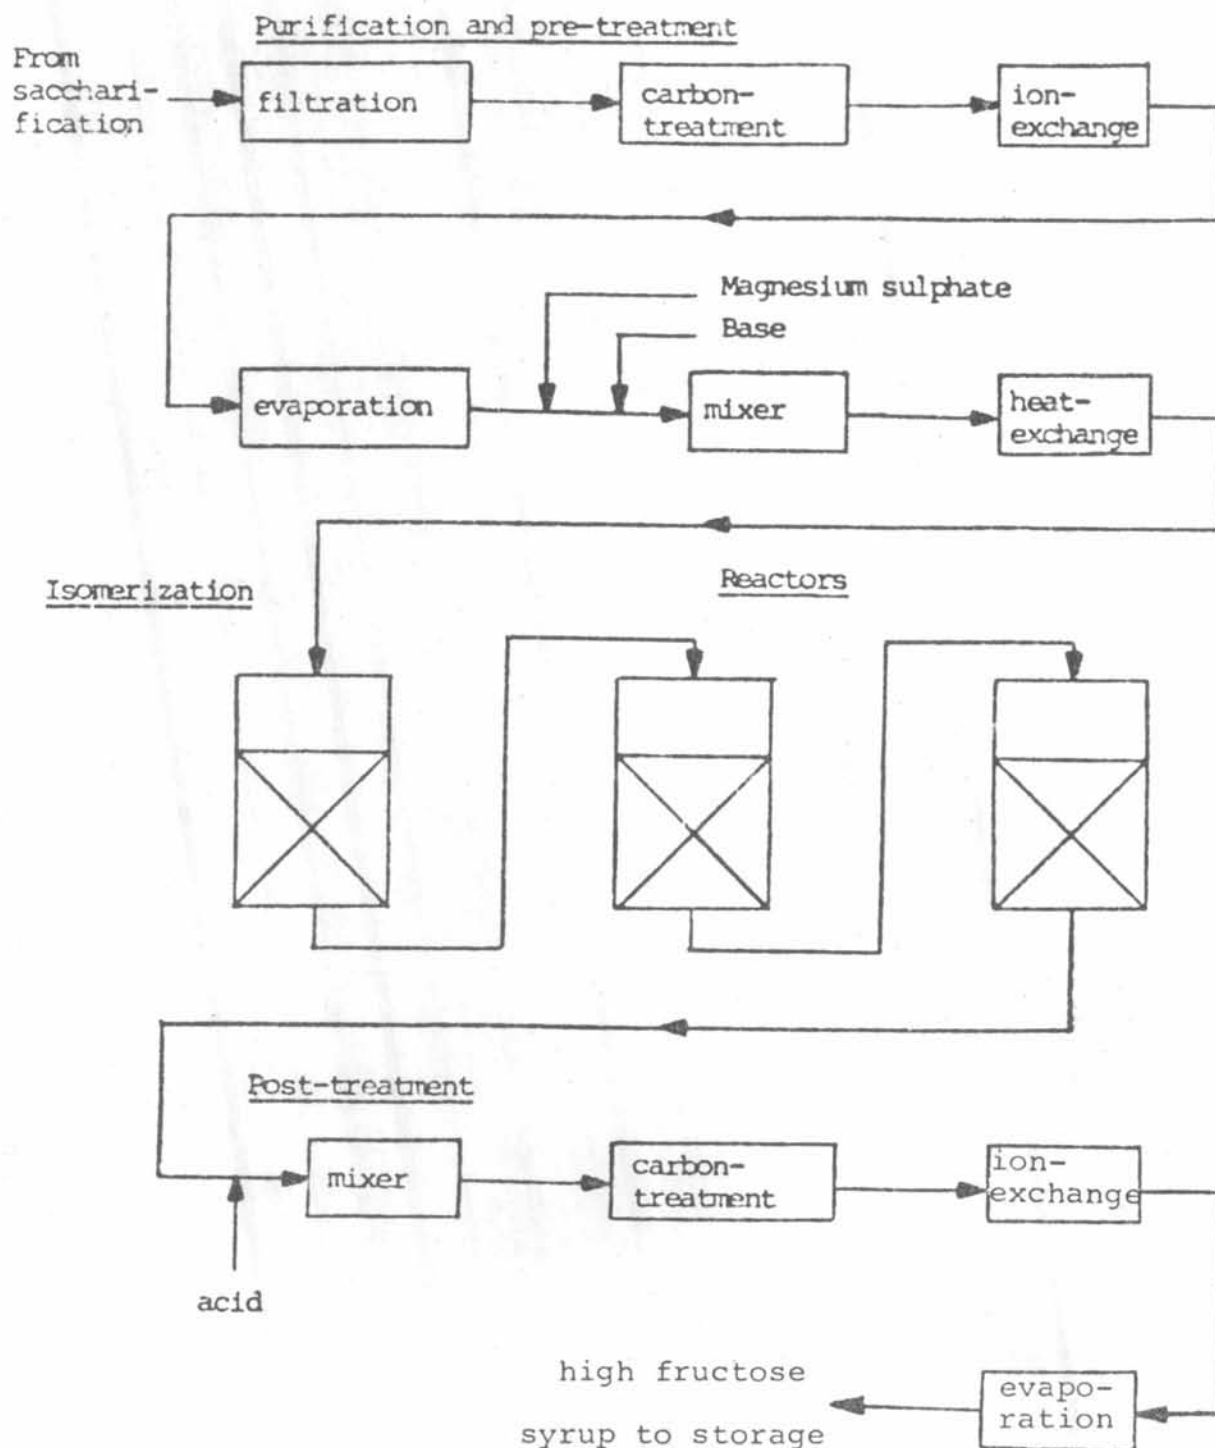 Purification and pre-treatment
From
sacchari-
fication
filtration
carbon-
treatment
ion-
exchange
Magnesium sulphate
Base
evaporation
mixer
heat-
exchange
Isomerization
Reactors
Post-treatment
mixer
carbon-
treatment
ion-
exchange
acid
high fructose
syrup to storage
evapo-
ration